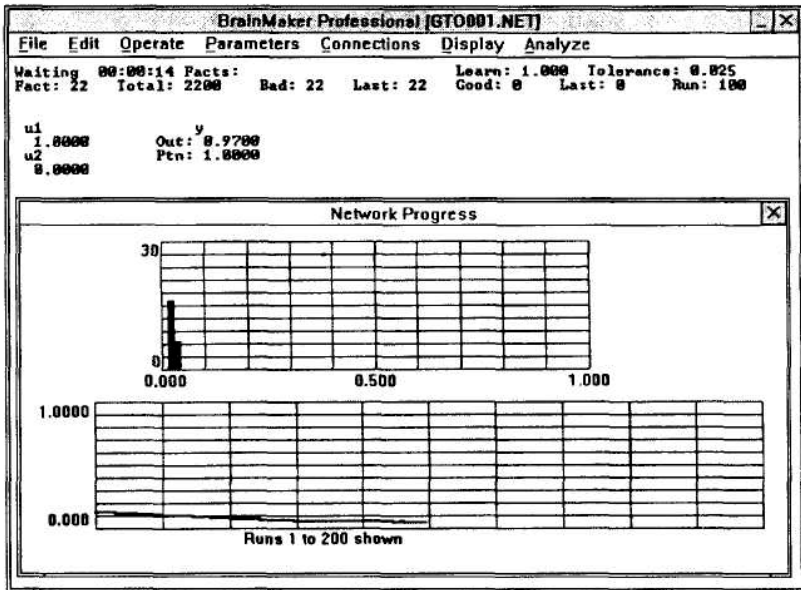 BrainMaker Professional [GTO001.NET]
File Edit Operate Parameters Connections Display Analyze
Waiting 00:00:14 Facts: Learn: 1.000 Tolerance: 0.025
Fact: 22 Total: 2200 Bad: 22 Last: 22 Good: 0 Last: 0 Run: 100
u1 y
1.0000 Out: 0.9700
u2 Ptn: 1.0000
0.0000
Network Progress
30
0
0.000 0.500 1.000
1.0000
0.000
Runs 1 to 200 shown